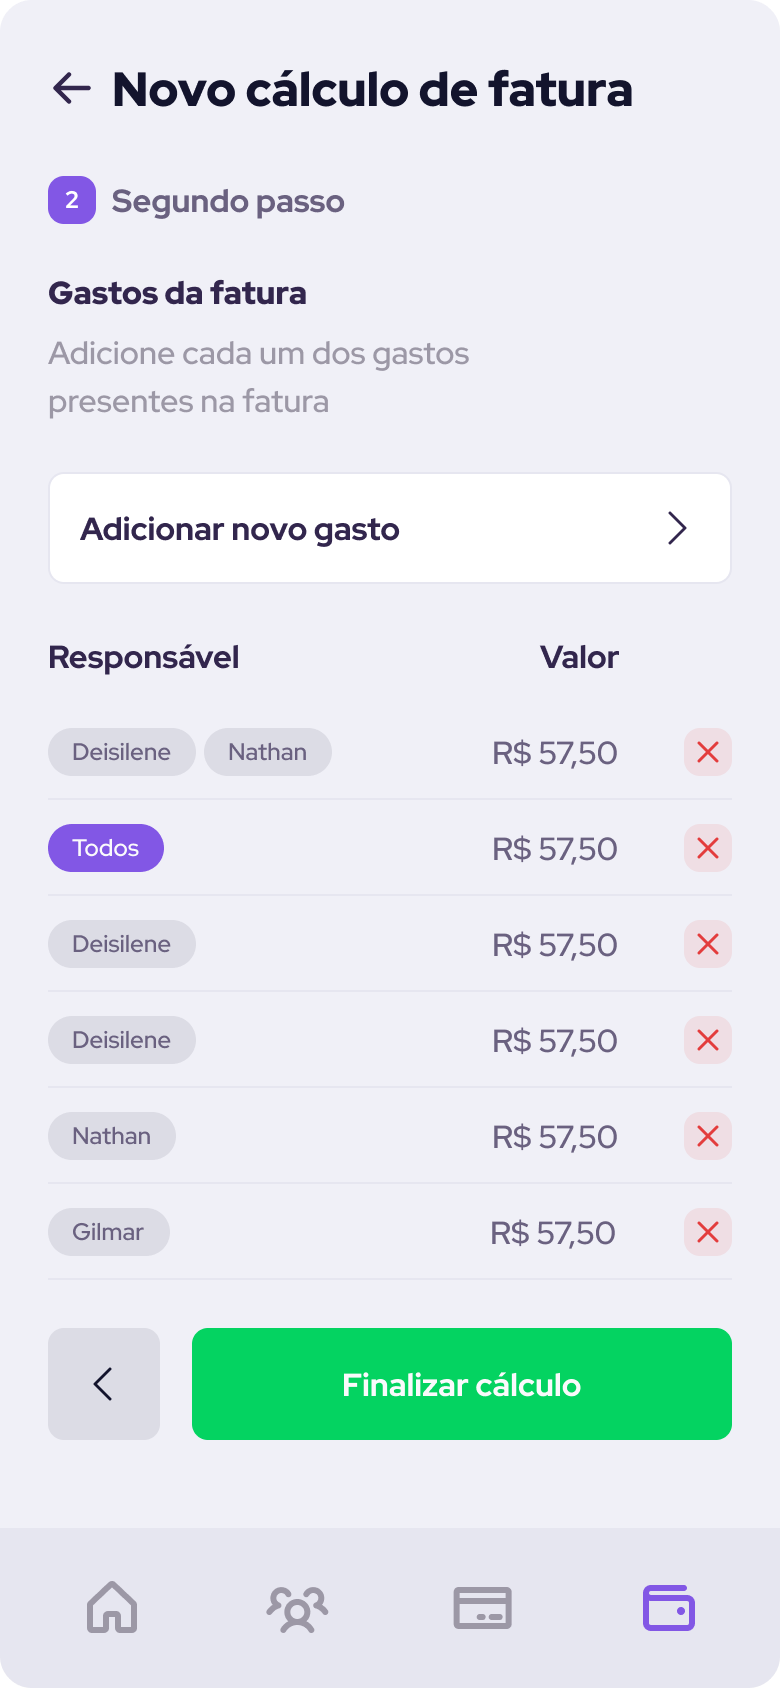 Novo cálculo de fatura
2 Segundo passo
Gastos da fatura
Adicione cada um dos gastos
presentes na fatura
Adicionar novo gasto
Responsável Valor
Deisilene Nathan R$ 57,50
Todos R$ 57,50
Deisilene R$ 57,50
Deisilene R$ 57,50
Nathan R$ 57,50
Gilmar R$ 57,50
Finalizar cálculo